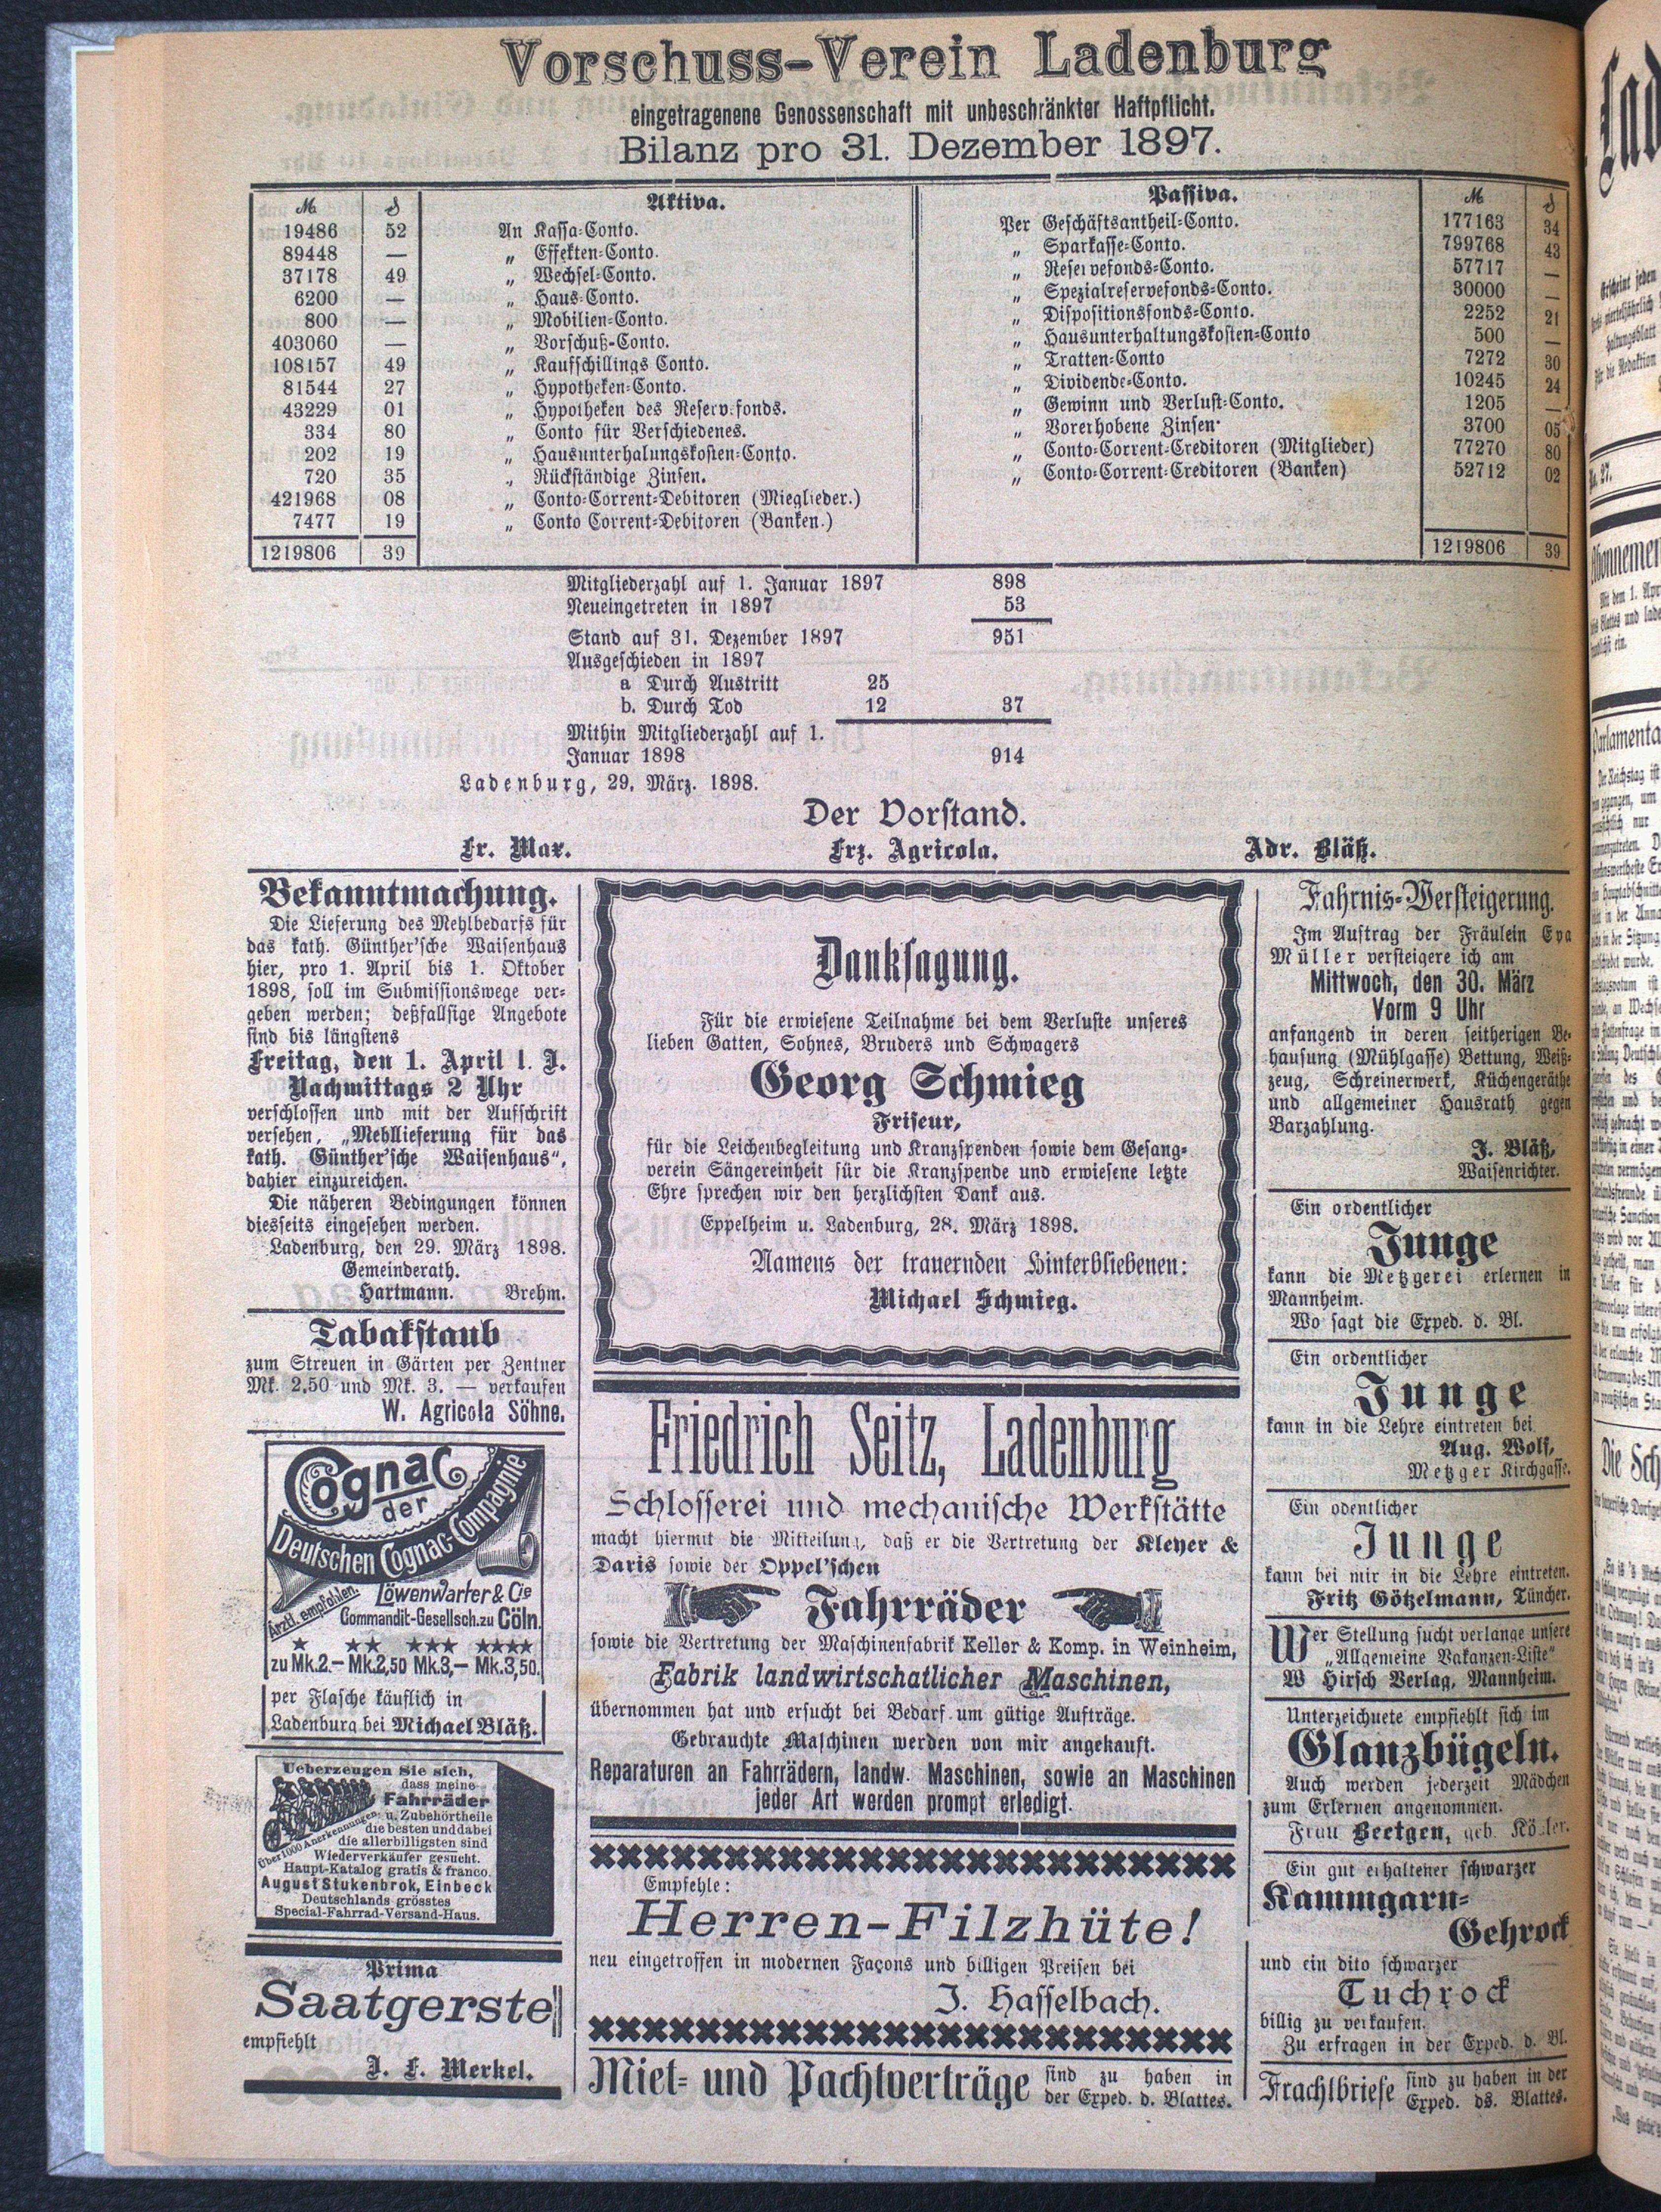 Vorschuss-Verein Ladenburg
eingetragenene Genossenschaft mit unbeschränkter Haftpflicht.
Bilanz pro 31. Dezember 1897.
M ₰ Aktiva.
19486 52 An Kassa-Conto.
89448 — „ Effekten-Conto.
37178 49 „ Wechsel-Conto.
6200 — „ Haus-Conto.
800 — „ Mobilien-Conto.
403060 — „ Vorschuß-Conto.
108157 49 „ Kaufschillings Conto.
81544 27 „ Hypotheken-Conto.
43229 01 „ Hypotheken des Reserv.fonds.
334 80 „ Conto für Verschiedenes.
202 19 „ Hausunterhalungskosten-Conto.
720 35 „ Rückständige Zinsen.
421968 08 „ Conto-Corrent-Debitoren (Mieglieder.)
7477 19 „ Conto Corrent-Debitoren (Banken.)
1219806 39
Passiva. M ₰
Per Geschäftsantheil-Conto. 177163 34
„ Sparkasse-Conto. 799768 43
„ Reservefonds-Conto. 57717 —
„ Spezialreservefonds-Conto. 30000 —
„ Dispositionsfonds-Conto. 2252 21
„ Hausunterhaltungskosten-Conto 500 —
„ Tratten-Conto 7272 30
„ Dividende-Conto. 10245 24
„ Gewinn und Verlust-Conto. 1205 —
„ Vorerhobene Zinsen 3700 05
„ Conto-Corrent-Creditoren (Mitglieder) 77270 80
„ Conto-Corrent-Creditoren (Banken) 52712 02
1219806 39
Mitgliederzahl auf 1. Januar 1897 898
Neueingetreten in 1897 53
Stand auf 31. Dezember 1897 951
Ausgeschieden in 1897
a Durch Austritt 25
b. Durch Tod 12 37
Mithin Mitgliederzahl auf 1.
Januar 1898 914
Ladenburg, 29. März. 1898.
Der Vorstand.
Fr. May. Frz. Agricola. Adr. Bläß.
Bekanntmachung.
Die Lieferung des Mehlbedarfs für
das kath. Günther'sche Waisenhaus
hier, pro 1. April bis 1. Oktober
1898, soll im Submissionswege ver-
geben werden; deßfallsige Angebote
sind bis längstens
Freitag, den 1. April l. J.
Nachmittags 2 Uhr
verschlossen und mit der Aufschrift
versehen, „Mehllieferung für das
kath. Günther'sche Waisenhaus",
dahier einzureichen.
Die näheren Bedingungen können
diesseits eingesehen werden.
Ladenburg, den 29. März 1898.
Gemeinderath.
Hartmann. Brehm.
Tabakstaub
zum Streuen in Gärten per Zentner
Mk. 2.50 und Mk. 3. — verkaufen
W. Agricola Söhne.
Cognac
der
Deutschen Cognac-Compagnie
Ärztl. empfohlen.
Löwenwarter & Cie
Commandit-Gesellsch. zu Cöln.
★ ★★ ★★★ ★★★★
zu Mk.2.— Mk.2,50 Mk.3,— Mk.3,50.
per Flasche käuflich in
Ladenburg bei Michael Bläß.
Ueberzeugen Sie sich,
dass meine
Fahrräder
u. Zubehörtheile
die besten und dabei
die allerbilligsten sind
Über 1000 Anerkennungen.
Wiederverkäufer gesucht.
Haupt-Katalog gratis & franco.
August Stukenbrok, Einbeck
Deutschlands grösstes
Special-Fahrrad-Versand-Haus.
Prima
Saatgerste
empfiehlt
J. F. Merkel.
Danksagung.
Für die erwiesene Teilnahme bei dem Verluste unseres
lieben Gatten, Sohnes, Bruders und Schwagers
Georg Schmieg
Friseur,
für die Leichenbegleitung und Kranzspenden sowie dem Gesang-
verein Sängereinheit für die Kranzspende und erwiesene letzte
Ehre sprechen wir den herzlichsten Dank aus.
Eppelheim u. Ladenburg, 28. März 1898.
Namens der trauernden Hinterbliebenen:
Michael Schmieg.
Friedrich Seitz, Ladenburg
Schlosserei und mechanische Werkstätte
macht hiermit die Mitteilung, daß er die Vertretung der Kleyer &
Daris sowie der Oppel'schen
Fahrräder
sowie die Vertretung der Maschinenfabrik Keller & Komp. in Weinheim,
Fabrik landwirtschatlicher Maschinen,
übernommen hat und ersucht bei Bedarf um gütige Aufträge.
Gebrauchte Maschinen werden von mir angekauft.
Reparaturen an Fahrrädern, landw. Maschinen, sowie an Maschinen
jeder Art werden prompt erledigt.
Empfehle:
Herren-Filzhüte!
neu eingetroffen in modernen Façons und billigen Preisen bei
J. Hasselbach.
Miet- und Pachtverträge sind zu haben in
der Exped. d. Blattes.
Fahrnis-Versteigerung.
Im Auftrag der Fräulein Eva
Müller versteigere ich am
Mittwoch, den 30. März
Vorm 9 Uhr
anfangend in deren seitherigen Be-
hausung (Mühlgasse) Bettung, Weiß-
zeug, Schreinerwerk, Küchengeräthe
und allgemeiner Hausrath gegen
Barzahlung.
J. Bläß,
Waisenrichter.
Ein ordentlicher
Junge
kann die Metzgerei erlernen in
Mannheim.
Wo sagt die Exped. d. Bl.
Ein ordentlicher
Junge
kann in die Lehre eintreten bei
Aug. Wolf,
Metzger Kirchgasse.
Ein odentlicher
Junge
kann bei mir in die Lehre eintreten.
Fritz Götzelmann, Tüncher.
Wer Stellung sucht verlange unsere
„Allgemeine Vakanzen-Liste"
W Hirsch Verlag, Mannheim.
Unterzeichnete empfiehlt sich im
Glanzbügeln.
Auch werden jederzeit Mädchen
zum Erlernen angenommen.
Frau Beetgen, geb.
Ein gut erhaltener schwarzer
Kammgarn-
Gehrock
und ein dito schwarzer
Tuchrock
billig zu verkaufen.
Zu erfragen in der Exped. d. Bl.
Frachtbriefe sind zu haben in der
Exped. ds. Blattes.